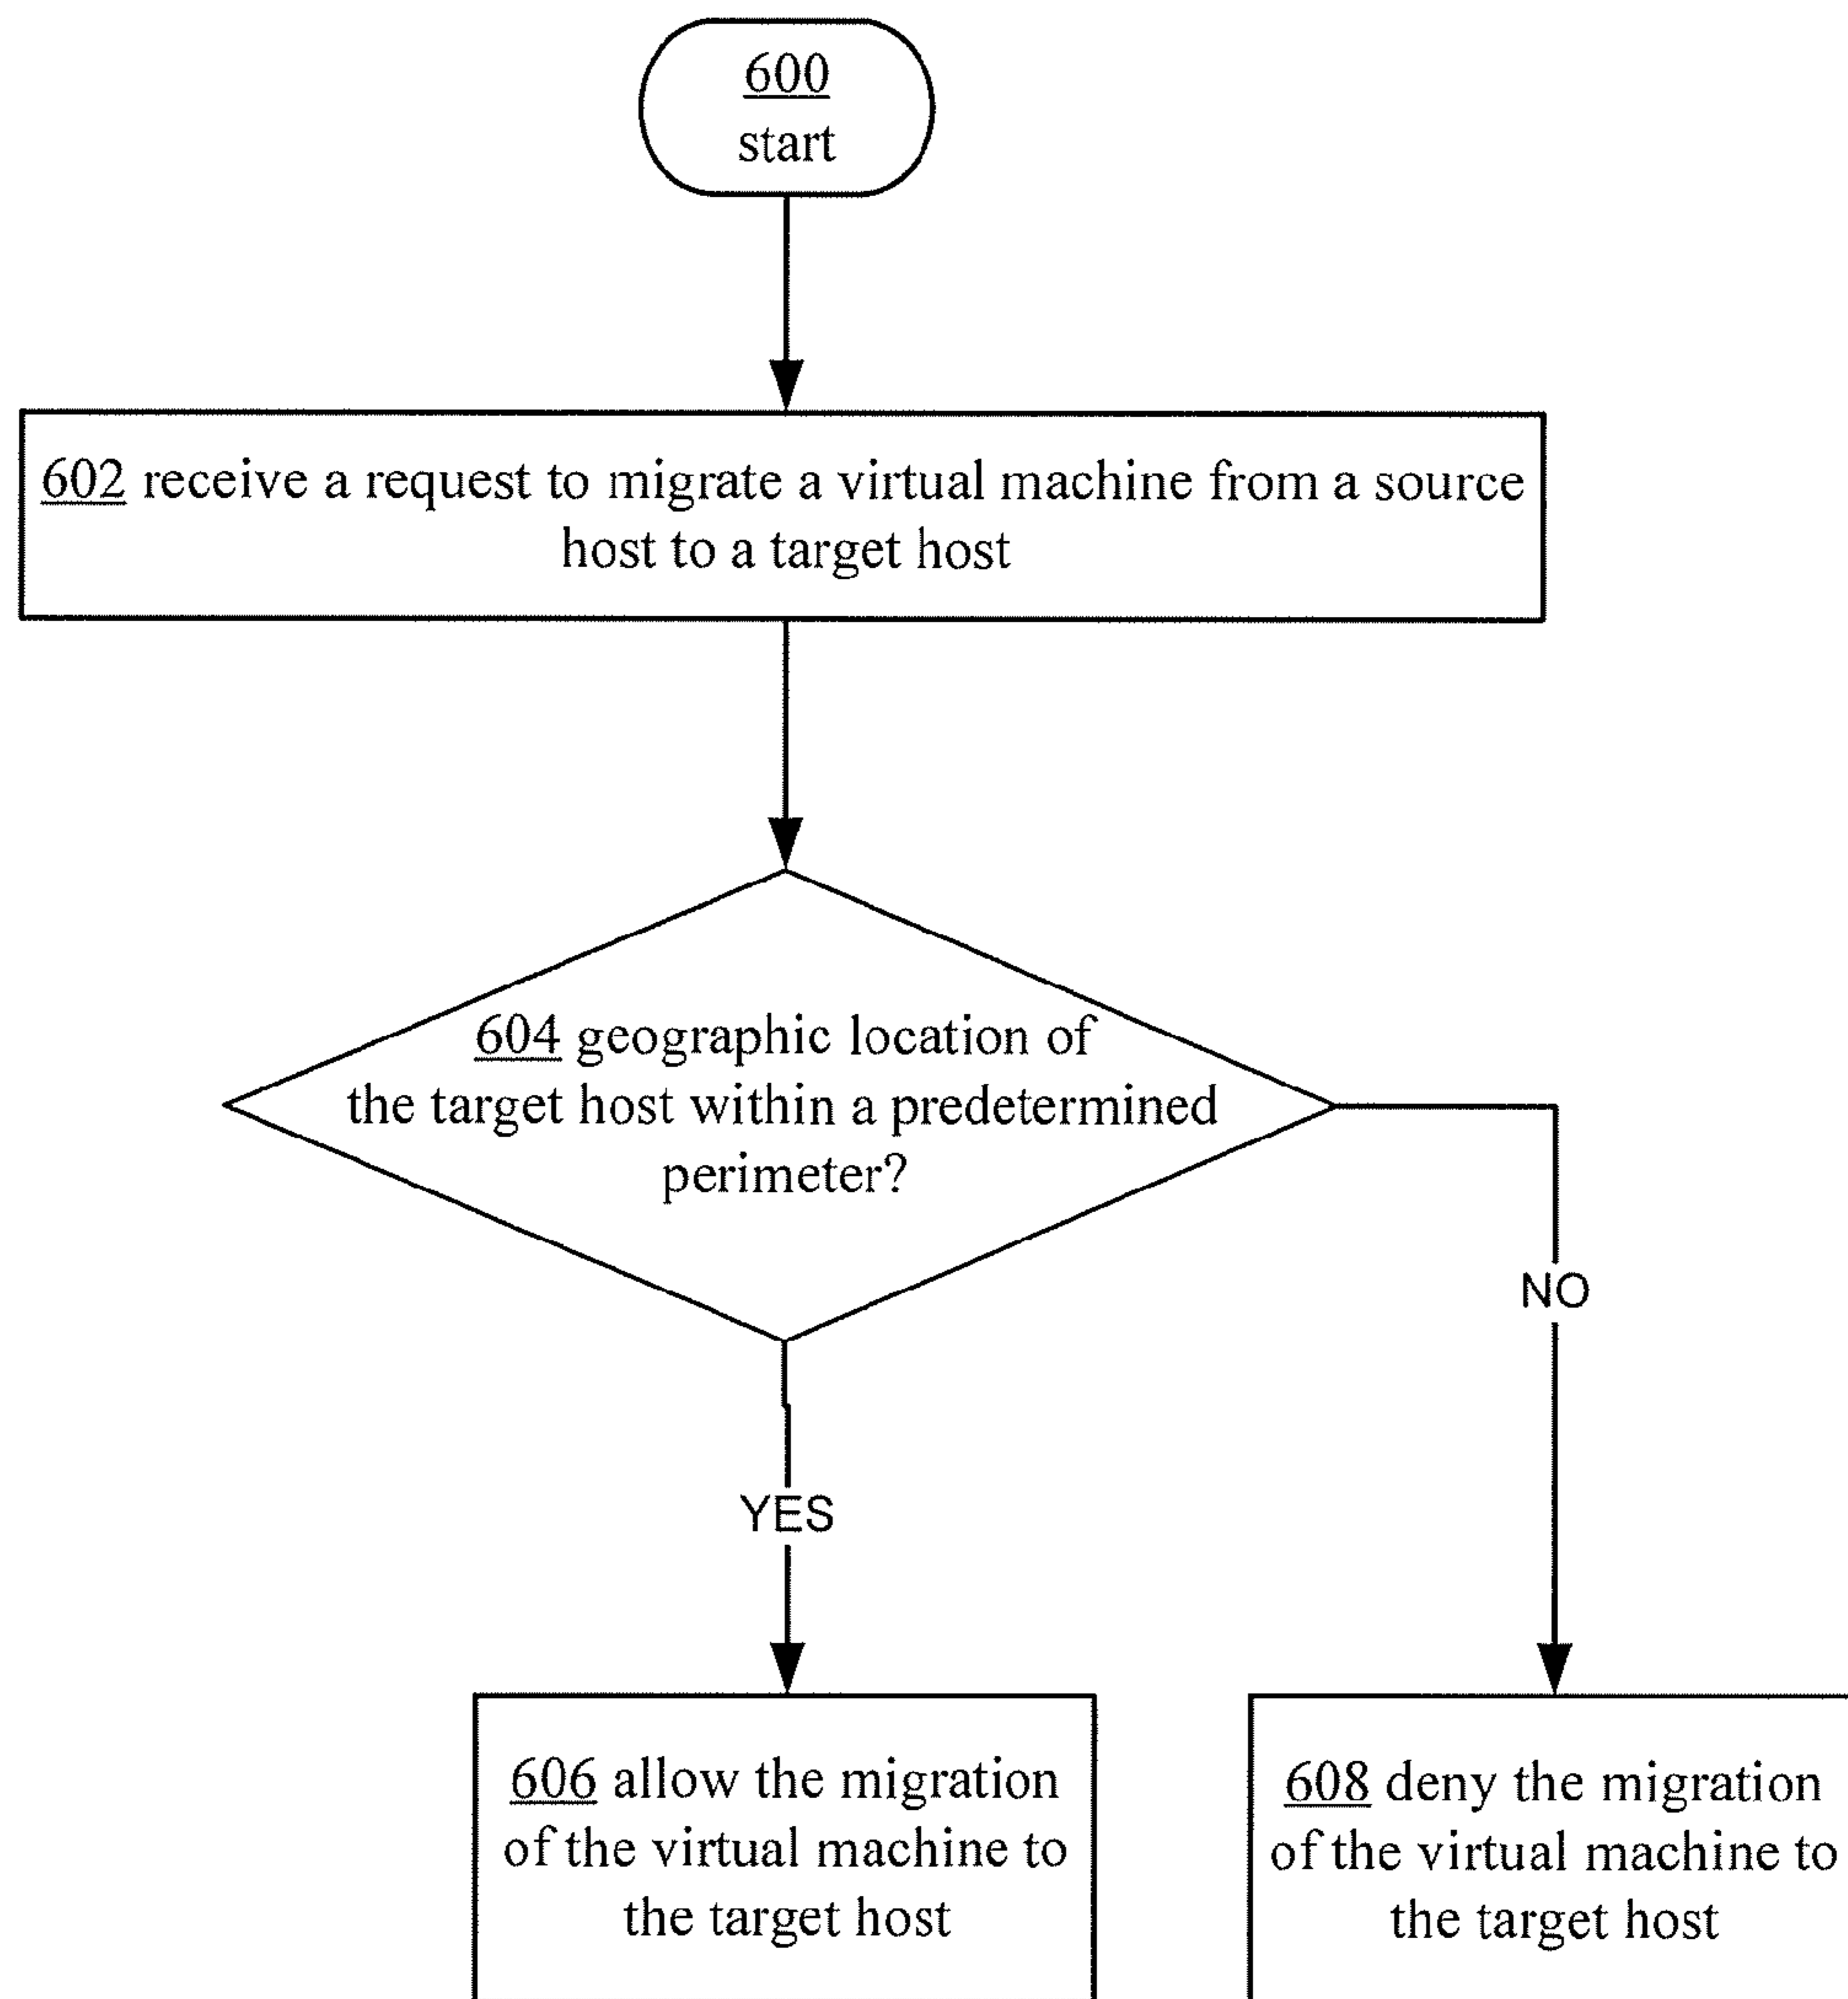 600
start
602 receive a request to migrate a virtual machine from a source
host to a target host
604 geographic location of
the target host within a predetermined
perimeter?
NO
YES
606 allow the migration
of the virtual machine to
the target host
608 deny the migration
of the virtual machine to
the target host